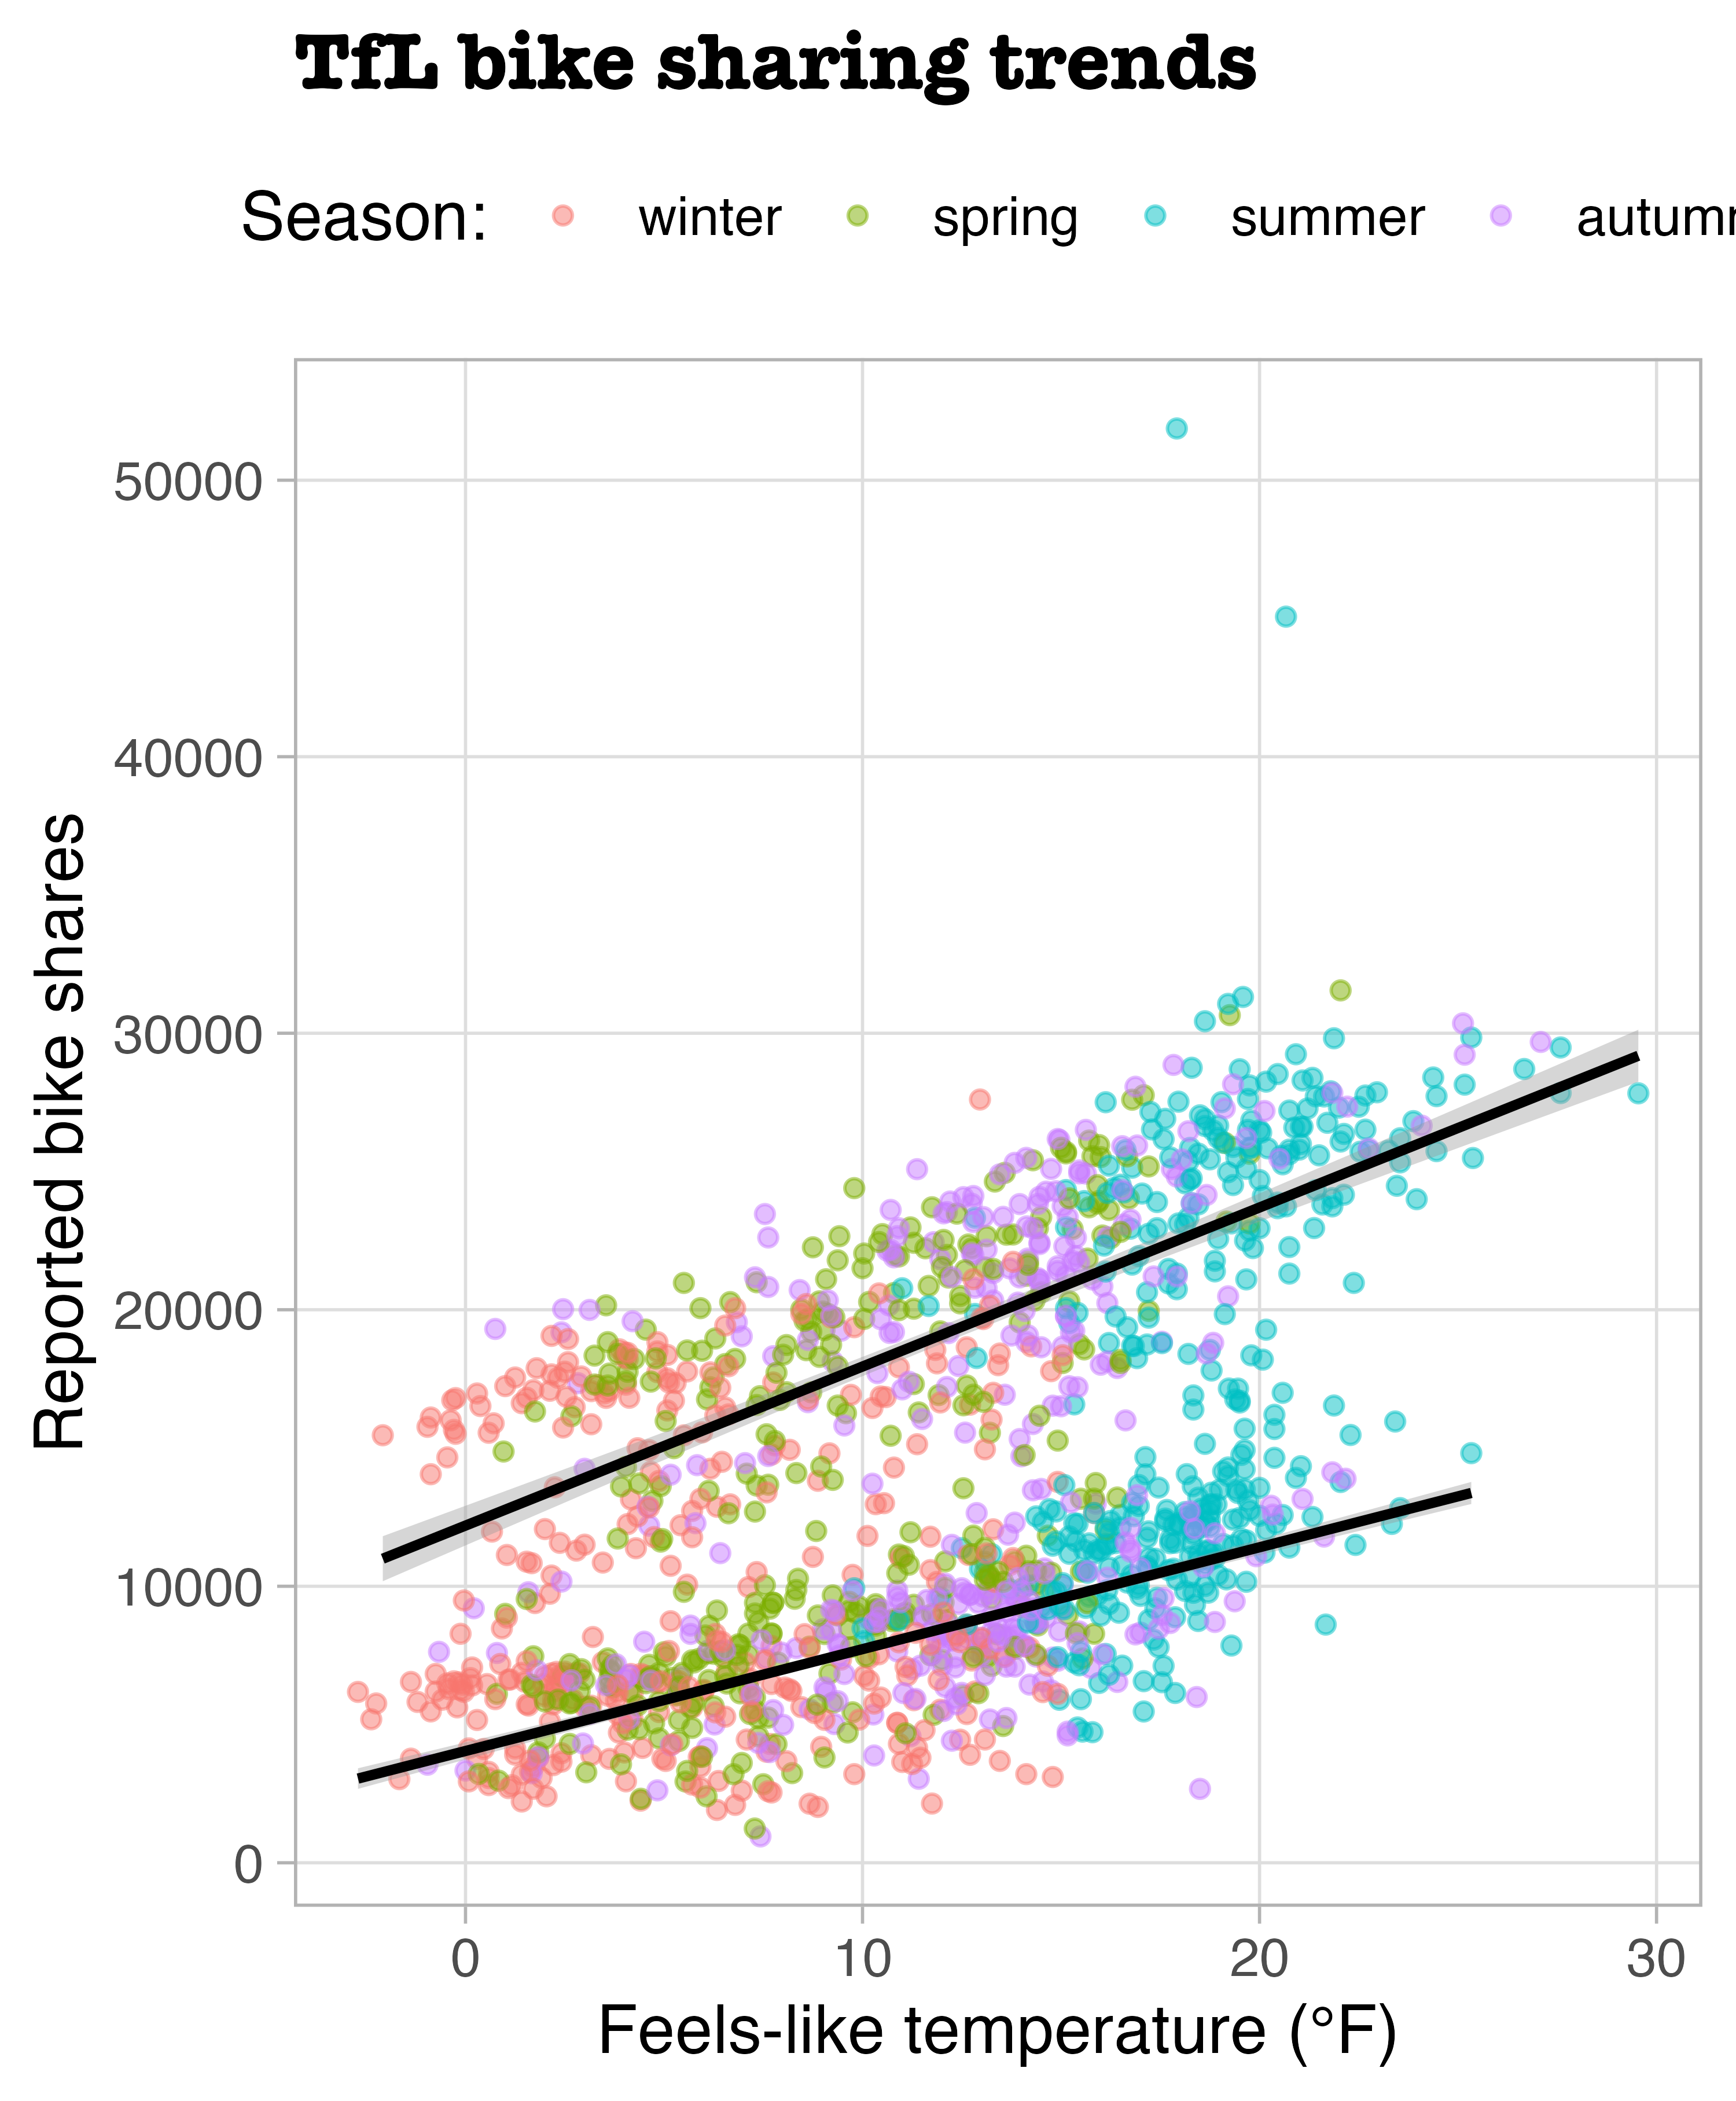 TfL bike sharing trends
Season: winter spring summer autumn
50000
40000
30000
20000
10000
0
Reported bike shares
0 10 20 30
Feels-like temperature (°F)